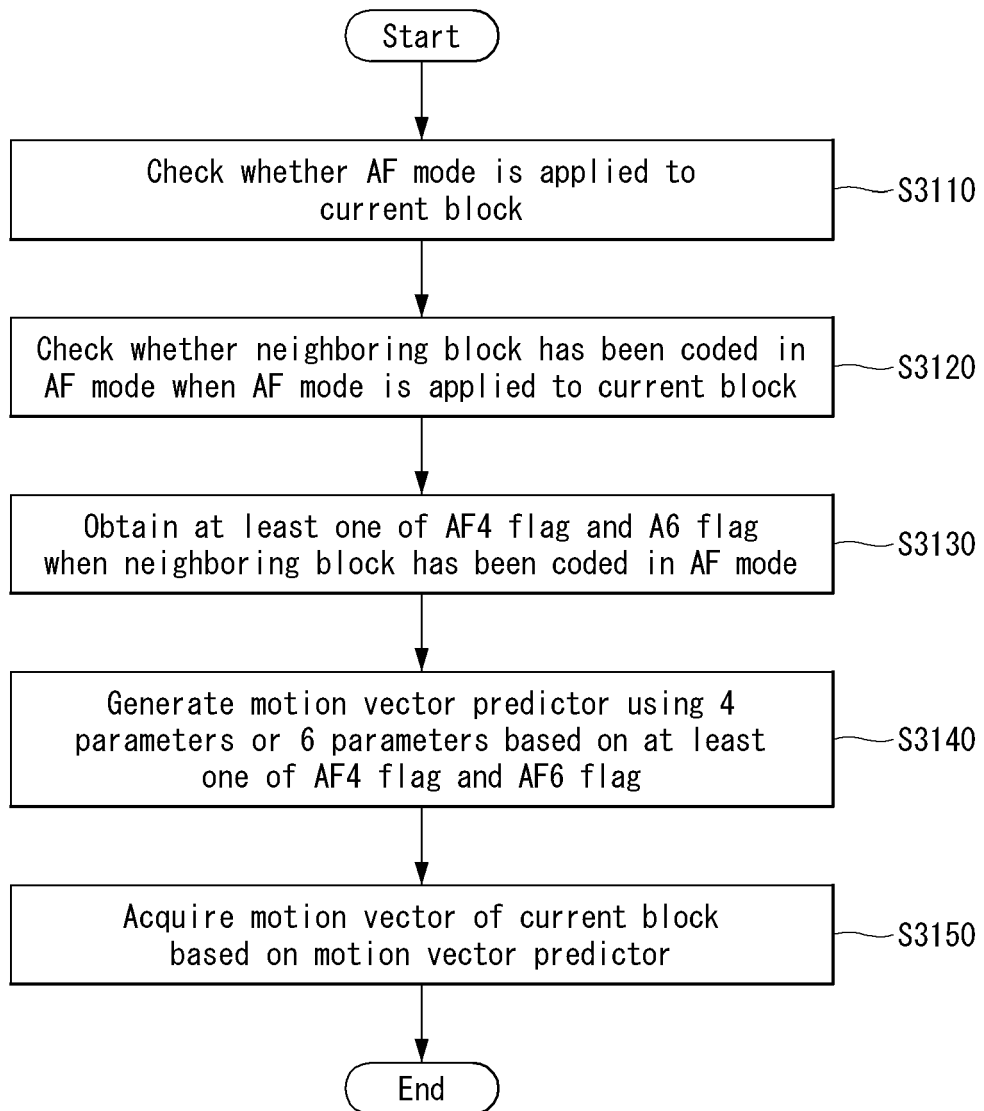 Start
Check whether AF mode is applied to
current block
S3110
Check whether neighboring block has been coded in
AF mode when AF mode is applied to current block
S3120
Obtain at least one of AF4 flag and A6 flag
when neighboring block has been coded in AF mode
S3130
Generate motion vector predictor using 4
parameters or 6 parameters based on at least
one of AF4 flag and AF6 flag
S3140
Acquire motion vector of current block
based on motion vector predictor
S3150
End